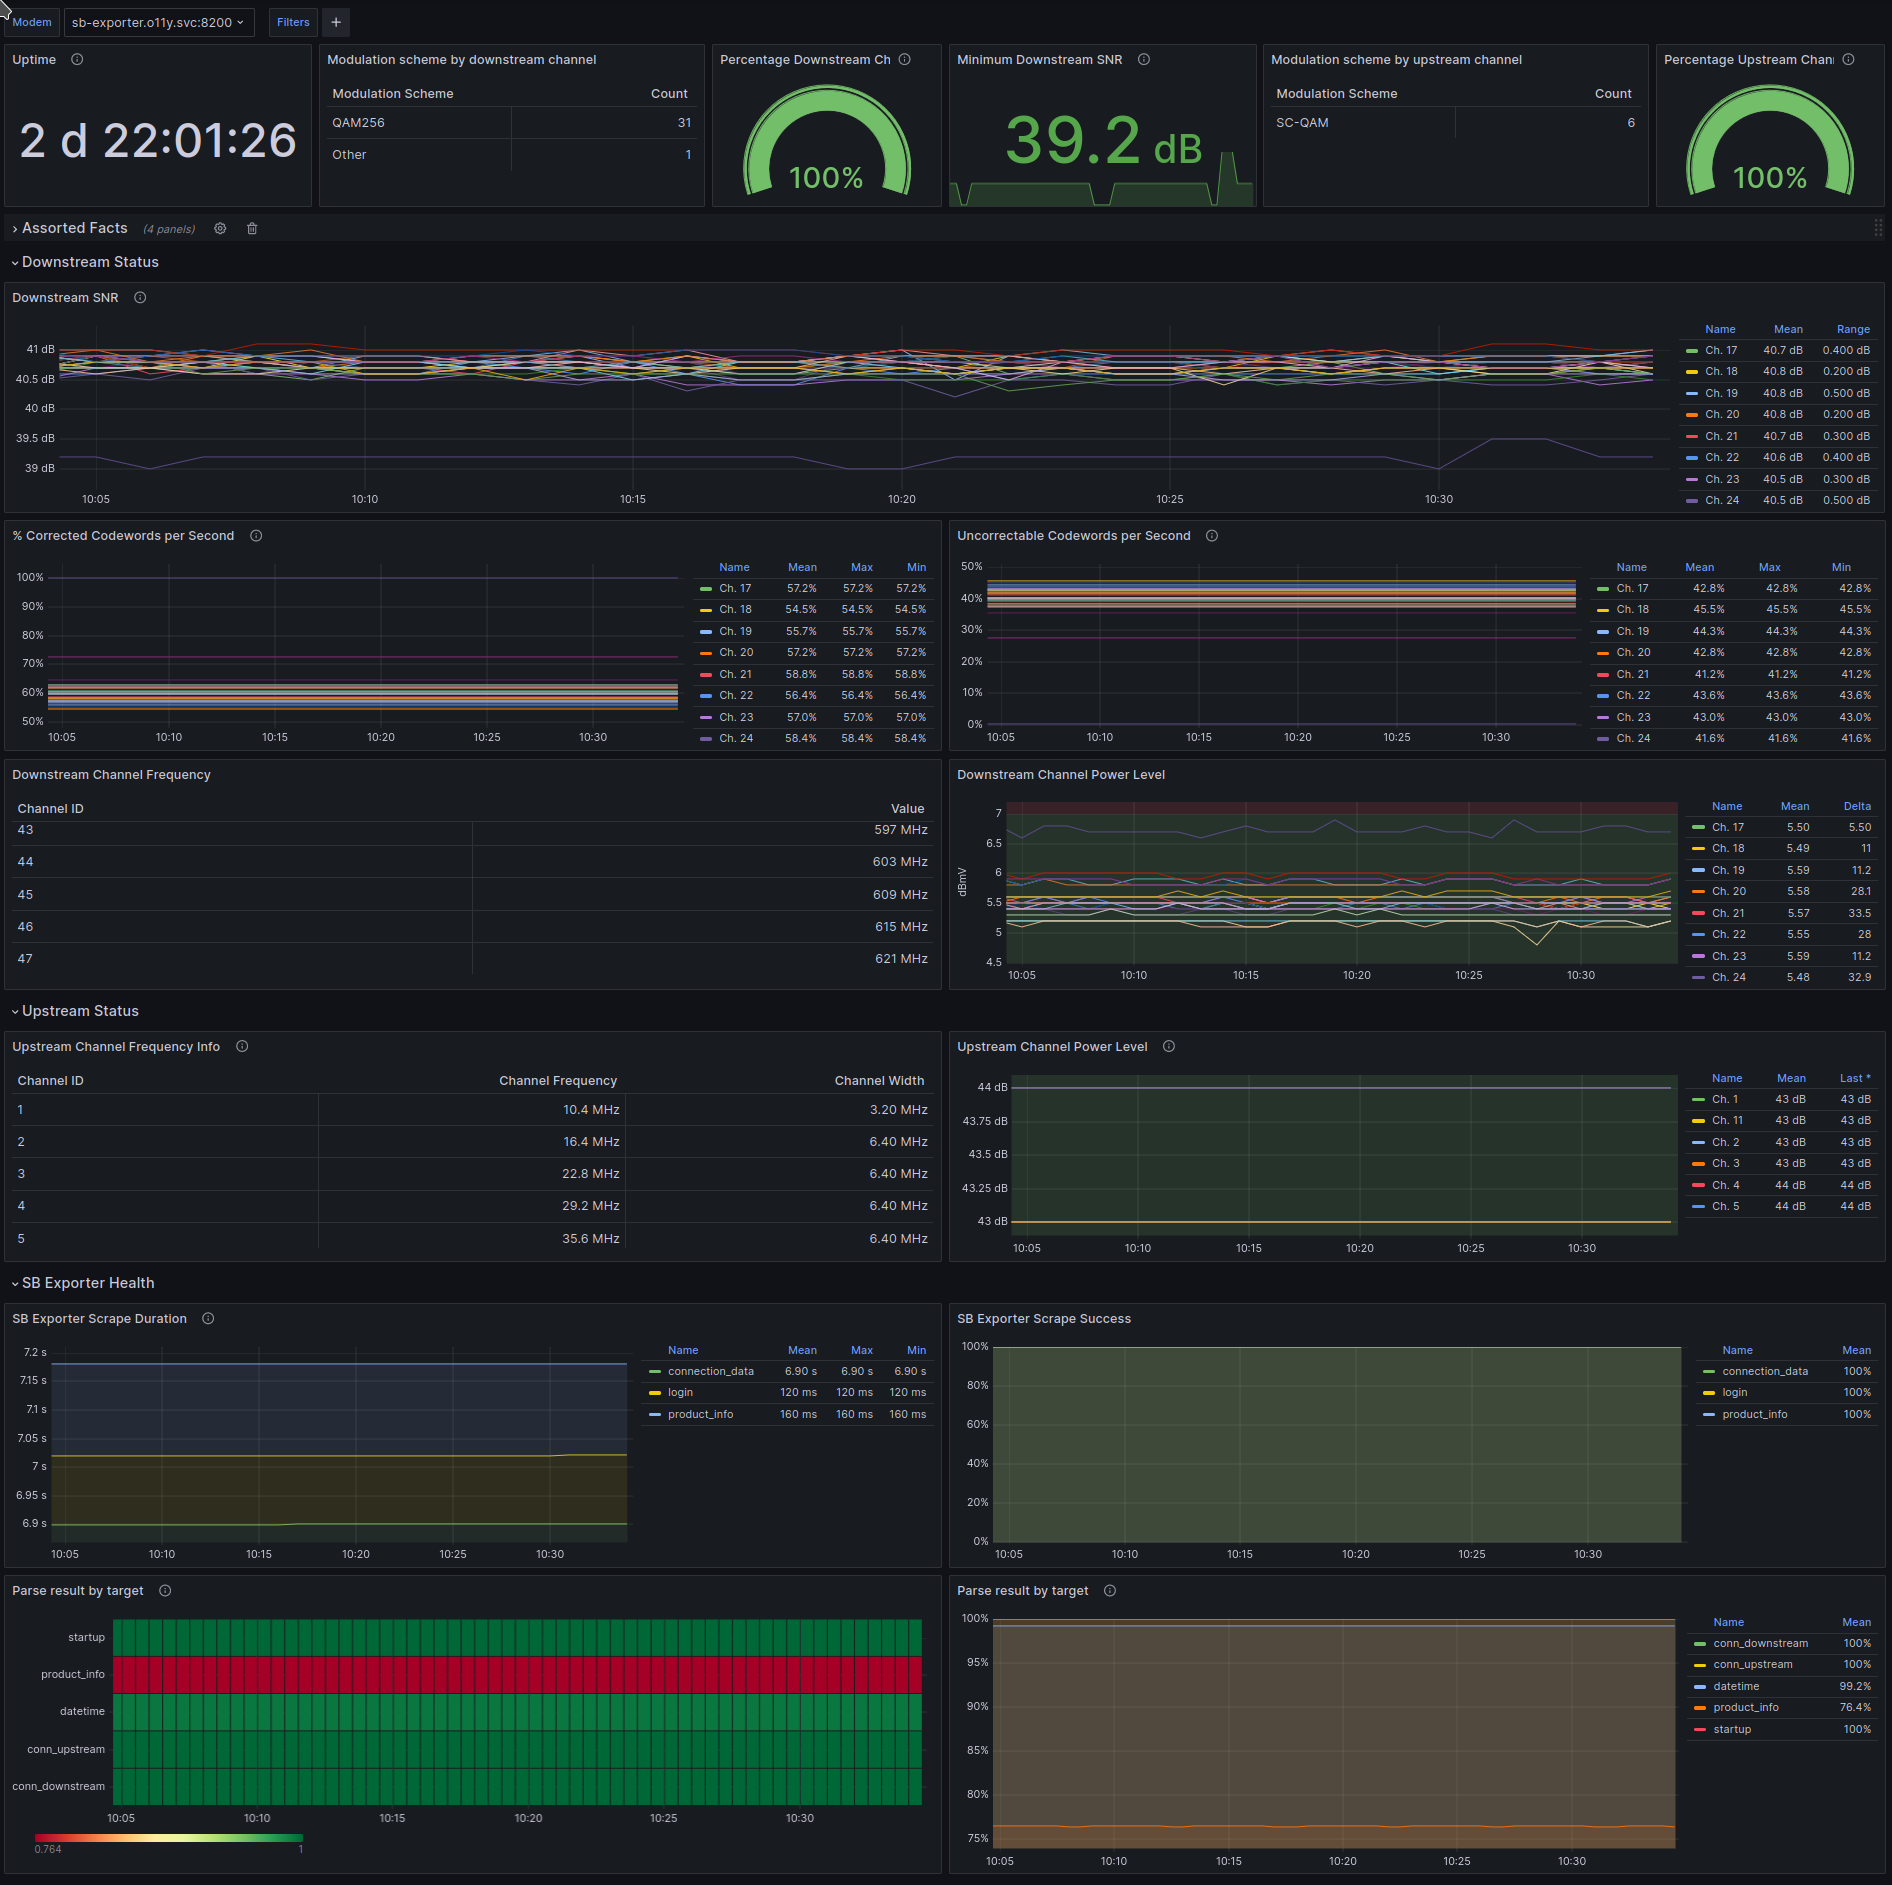 Modem sb-exporter.o11y.svc:8200 Filters +
Uptime
2 d 22:01:26
Modulation scheme by downstream channel
Modulation Scheme Count
QAM256 31
Other 1
Percentage Downstream Ch
100%
Minimum Downstream SNR
39.2 dB
Modulation scheme by upstream channel
Modulation Scheme Count
SC-QAM 6
Percentage Upstream Chan
100%
Assorted Facts (4 panels)
Downstream Status
Downstream SNR
41 dB
40.5 dB
40 dB
39.5 dB
39 dB
10:05 10:10 10:15 10:20 10:25 10:30
Name Mean Range
Ch. 17 40.7 dB 0.400 dB
Ch. 18 40.8 dB 0.200 dB
Ch. 19 40.8 dB 0.500 dB
Ch. 20 40.8 dB 0.200 dB
Ch. 21 40.7 dB 0.300 dB
Ch. 22 40.6 dB 0.400 dB
Ch. 23 40.5 dB 0.300 dB
Ch. 24 40.5 dB 0.500 dB
% Corrected Codewords per Second
100%
90%
80%
70%
60%
50%
10:05 10:10 10:15 10:20 10:25 10:30
Name Mean Max Min
Ch. 17 57.2% 57.2% 57.2%
Ch. 18 54.5% 54.5% 54.5%
Ch. 19 55.7% 55.7% 55.7%
Ch. 20 57.2% 57.2% 57.2%
Ch. 21 58.8% 58.8% 58.8%
Ch. 22 56.4% 56.4% 56.4%
Ch. 23 57.0% 57.0% 57.0%
Ch. 24 58.4% 58.4% 58.4%
Uncorrectable Codewords per Second
50%
40%
30%
20%
10%
0%
10:05 10:10 10:15 10:20 10:25 10:30
Name Mean Max Min
Ch. 17 42.8% 42.8% 42.8%
Ch. 18 45.5% 45.5% 45.5%
Ch. 19 44.3% 44.3% 44.3%
Ch. 20 42.8% 42.8% 42.8%
Ch. 21 41.2% 41.2% 41.2%
Ch. 22 43.6% 43.6% 43.6%
Ch. 23 43.0% 43.0% 43.0%
Ch. 24 41.6% 41.6% 41.6%
Downstream Channel Frequency
Channel ID Value
43 597 MHz
44 603 MHz
45 609 MHz
46 615 MHz
47 621 MHz
Downstream Channel Power Level
dBmV
7
6.5
6
5.5
5
4.5
10:05 10:10 10:15 10:20 10:25 10:30
Name Mean Delta
Ch. 17 5.50 5.50
Ch. 18 5.49 11
Ch. 19 5.59 11.2
Ch. 20 5.58 28.1
Ch. 21 5.57 33.5
Ch. 22 5.55 28
Ch. 23 5.59 11.2
Ch. 24 5.48 32.9
Upstream Status
Upstream Channel Frequency Info
Channel ID Channel Frequency Channel Width
1 10.4 MHz 3.20 MHz
2 16.4 MHz 6.40 MHz
3 22.8 MHz 6.40 MHz
4 29.2 MHz 6.40 MHz
5 35.6 MHz 6.40 MHz
Upstream Channel Power Level
44 dB
43.75 dB
43.5 dB
43.25 dB
43 dB
10:05 10:10 10:15 10:20 10:25 10:30
Name Mean Last *
Ch. 1 43 dB 43 dB
Ch. 11 43 dB 43 dB
Ch. 2 43 dB 43 dB
Ch. 3 43 dB 43 dB
Ch. 4 44 dB 44 dB
Ch. 5 44 dB 44 dB
SB Exporter Health
SB Exporter Scrape Duration
7.2 s
7.15 s
7.1 s
7.05 s
7 s
6.95 s
6.9 s
10:05 10:10 10:15 10:20 10:25 10:30
Name Mean Max Min
connection_data 6.90 s 6.90 s 6.90 s
login 120 ms 120 ms 120 ms
product_info 160 ms 160 ms 160 ms
SB Exporter Scrape Success
100%
80%
60%
40%
20%
0%
10:05 10:10 10:15 10:20 10:25 10:30
Name Mean
connection_data 100%
login 100%
product_info 100%
Parse result by target
startup
product_info
datetime
conn_upstream
conn_downstream
10:05 10:10 10:15 10:20 10:25 10:30
0.764 1
Parse result by target
100%
95%
90%
85%
80%
75%
10:05 10:10 10:15 10:20 10:25 10:30
Name Mean
conn_downstream 100%
conn_upstream 100%
datetime 99.2%
product_info 76.4%
startup 100%